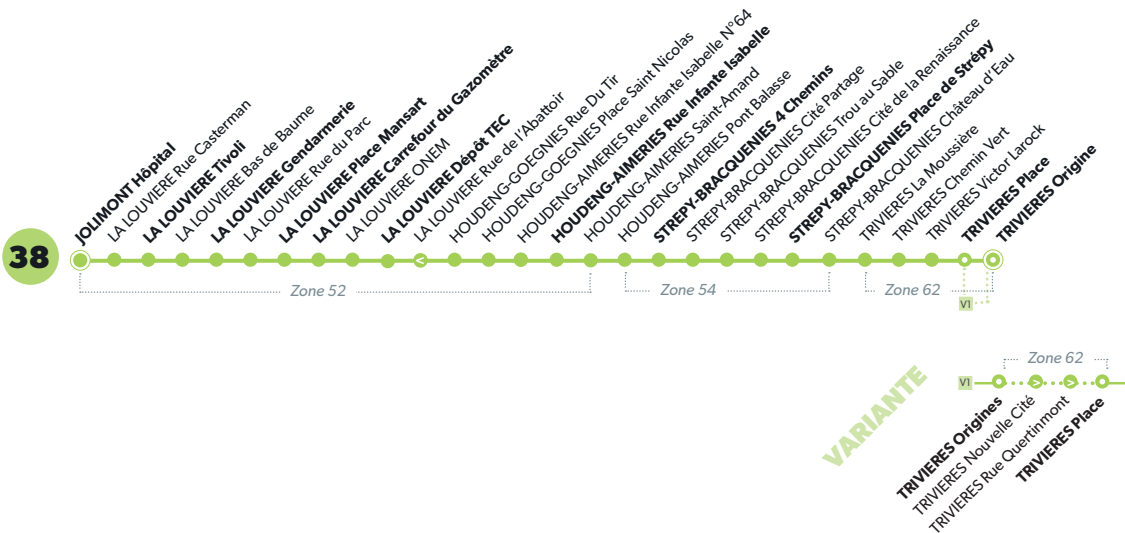 38
JOLIMONT Hôpital
LA LOUVIERE Rue Casterman
LA LOUVIERE Tivoli
LA LOUVIERE Bas de Baume
LA LOUVIERE Gendarmerie
LA LOUVIERE Rue du Parc
LA LOUVIERE Place Mansart
LA LOUVIERE Carrefour du Gazomètre
LA LOUVIERE ONEM
LA LOUVIERE Dépôt TEC
LA LOUVIERE Rue de l'Abattoir
HOUDENG-GOEGNIES Rue Du Tir
HOUDENG-GOEGNIES Place Saint Nicolas
HOUDENG-AIMERIES Rue Infante Isabelle N°64
HOUDENG-AIMERIES Rue Infante Isabelle
HOUDENG-AIMERIES Saint-Amand
HOUDENG-AIMERIES Pont Balasse
STREPY-BRACQUENIES 4 Chemins
STREPY-BRACQUENIES Cité Partage
STREPY-BRACQUENIES Trou au Sable
STREPY-BRACQUENIES Cité de la Renaissance
STREPY-BRACQUENIES Place de Strépy
STREPY-BRACQUENIES Château d'Eau
TRIVIERES La Moussière
TRIVIERES Chemin Vert
TRIVIERES Victor Larock
TRIVIERES Place
TRIVIERES Origine
Zone 52
Zone 54
Zone 62
V1
VARIANTE
Zone 62
V1
TRIVIERES Origines
TRIVIERES Nouvelle Cité
TRIVIERES Rue Quertinmont
TRIVIERES Place